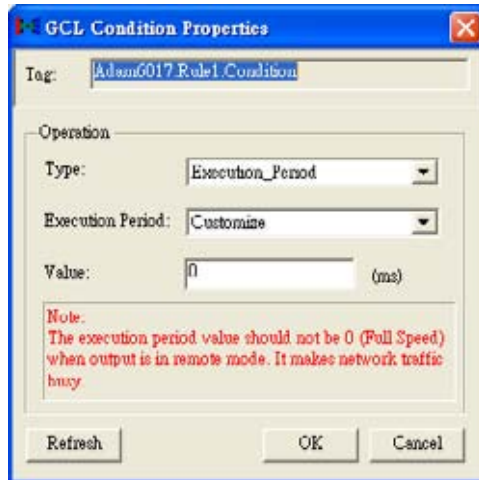 GCL Condition Properties
Tag: Adam6017.Rule1.Condition
Operation
Type: Execution_Period
Execution Period: Customize
Value: 0 (ms)
Note:
The execution period value should not be 0 (Full Speed)
when output is in remote mode. It makes network traffic
busy.
Refresh OK Cancel